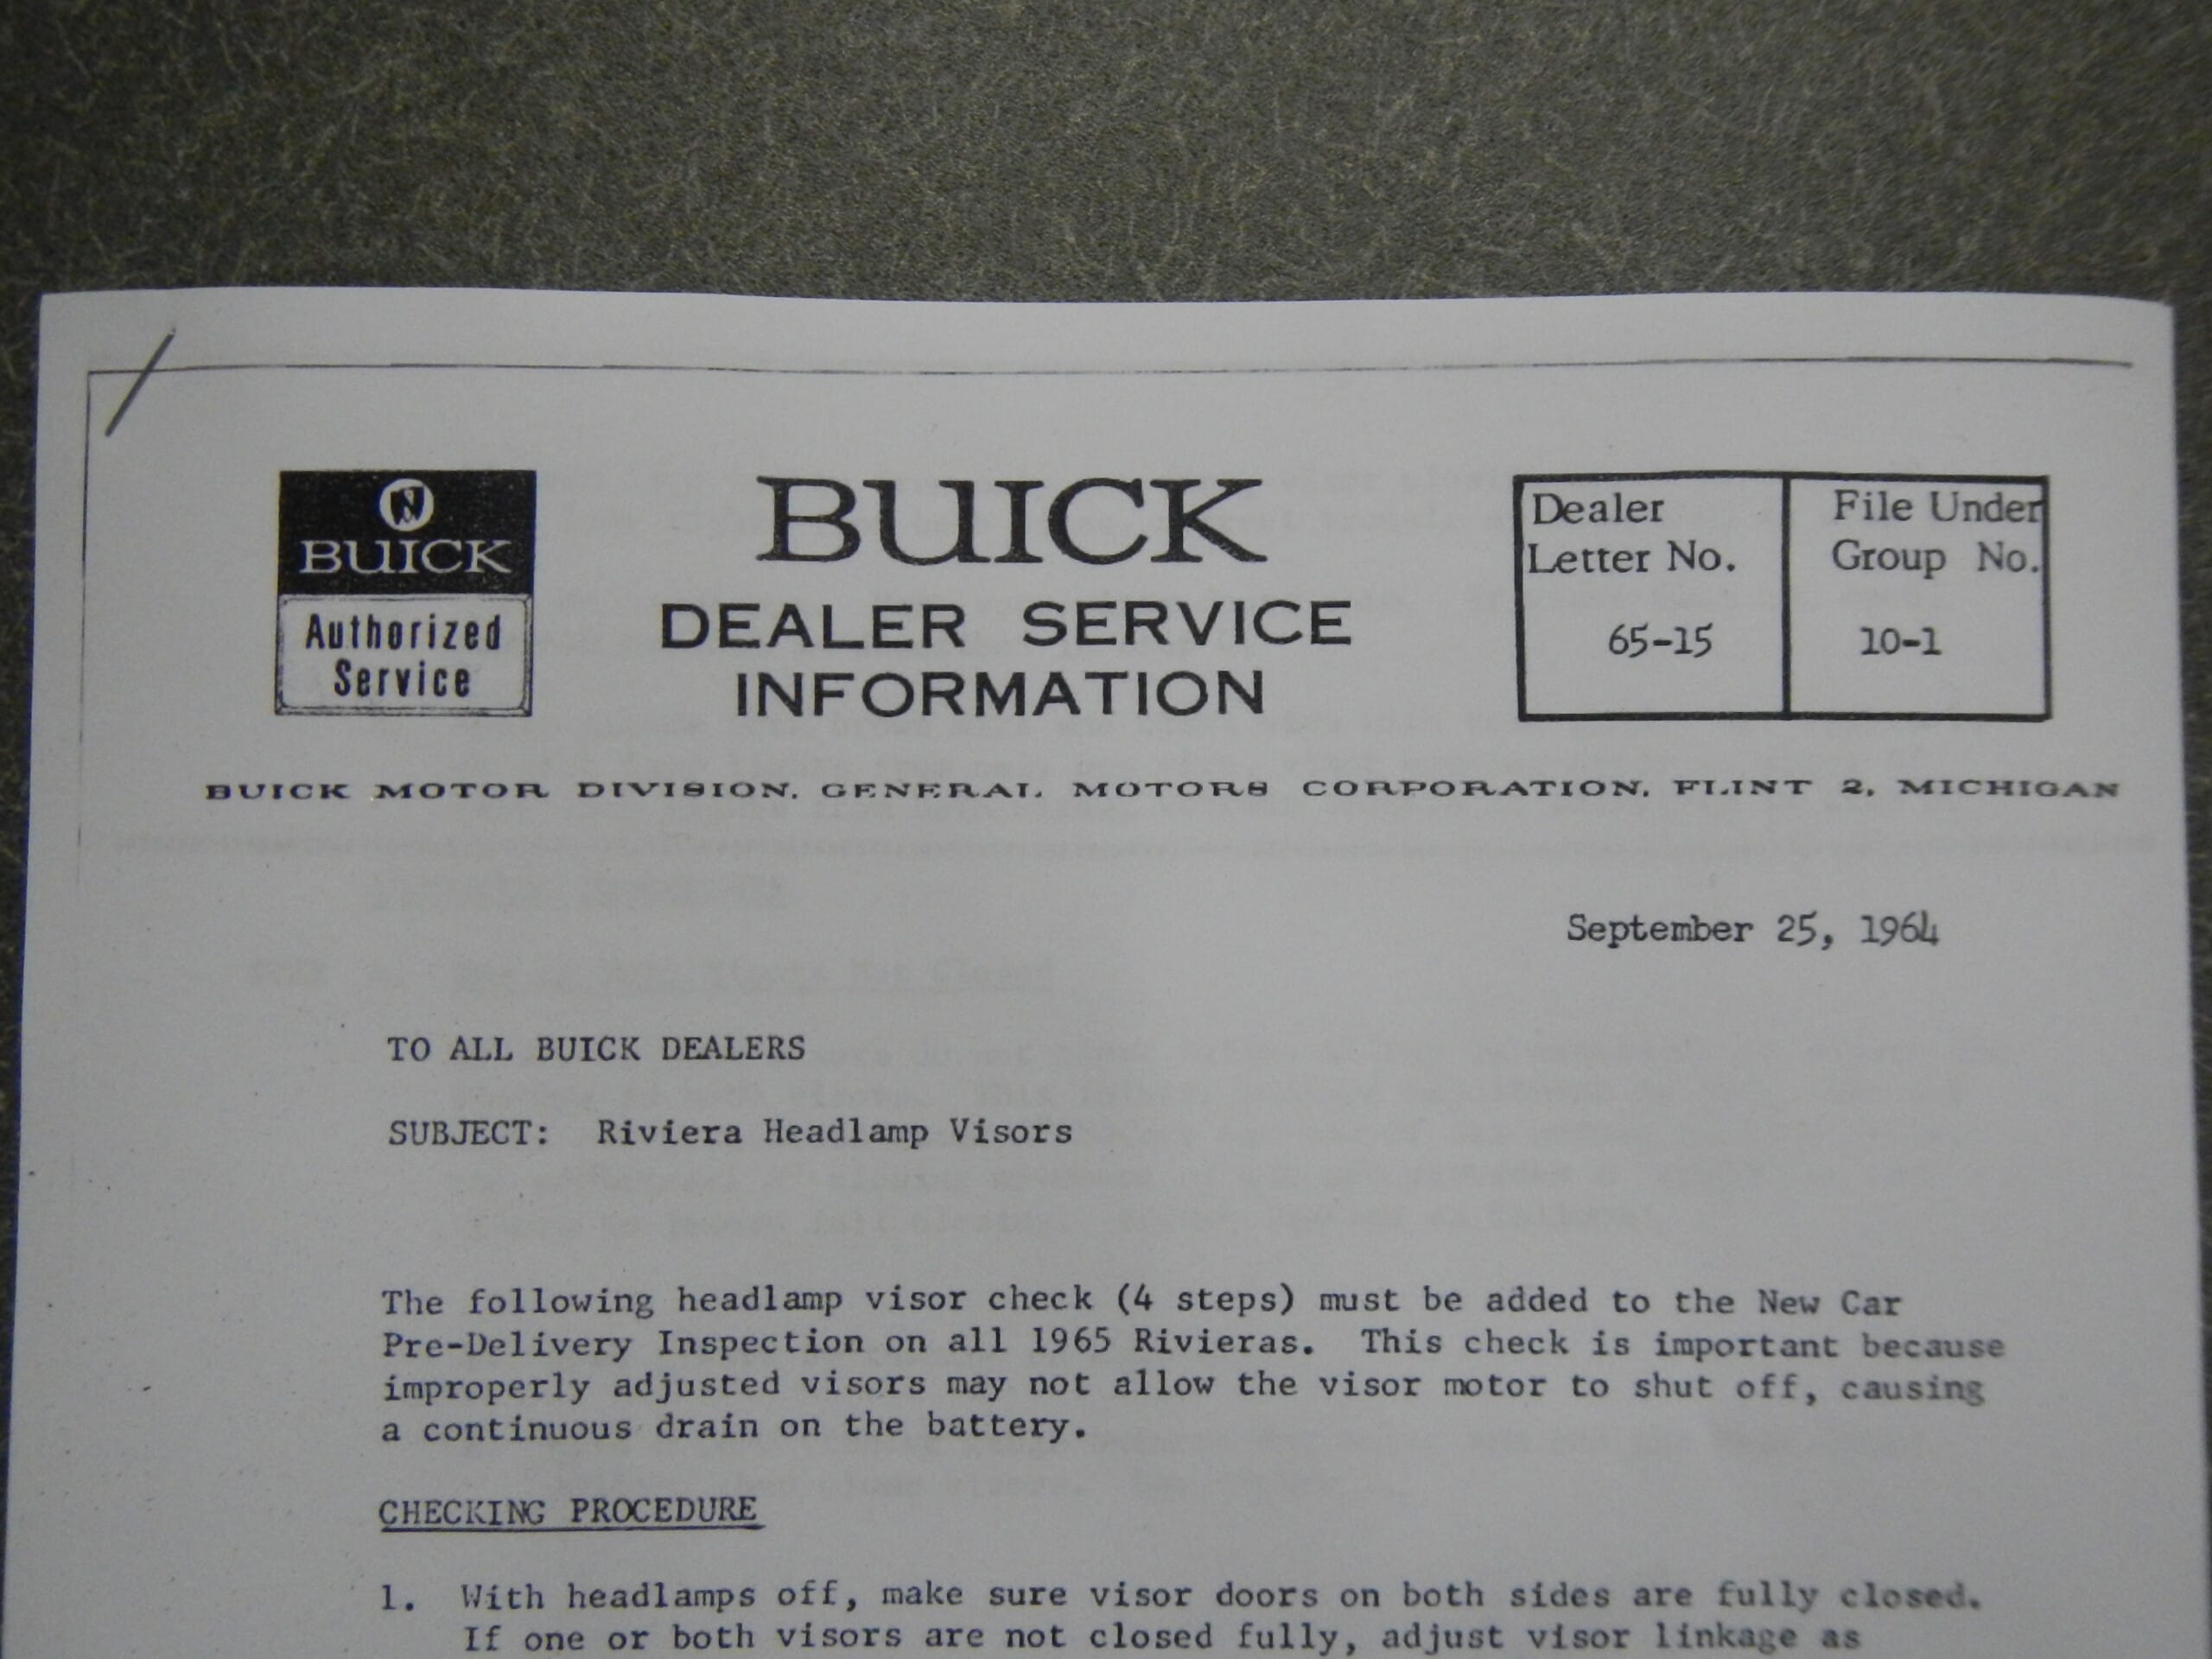 BUICK
Authorized
Service
BUICK
DEALER SERVICE
INFORMATION
Dealer
Letter No.
65-15
File Under
Group No.
10-1
BUICK MOTOR DIVISION, GENERAL MOTORS CORPORATION, FLINT 2, MICHIGAN
September 25, 1964
TO ALL BUICK DEALERS
SUBJECT: Riviera Headlamp Visors
The following headlamp visor check (4 steps) must be added to the New Car
Pre-Delivery Inspection on all 1965 Rivieras. This check is important because
improperly adjusted visors may not allow the visor motor to shut off, causing
a continuous drain on the battery.
CHECKING PROCEDURE
1. With headlamps off, make sure visor doors on both sides are fully closed.
If one or both visors are not closed fully, adjust visor linkage as